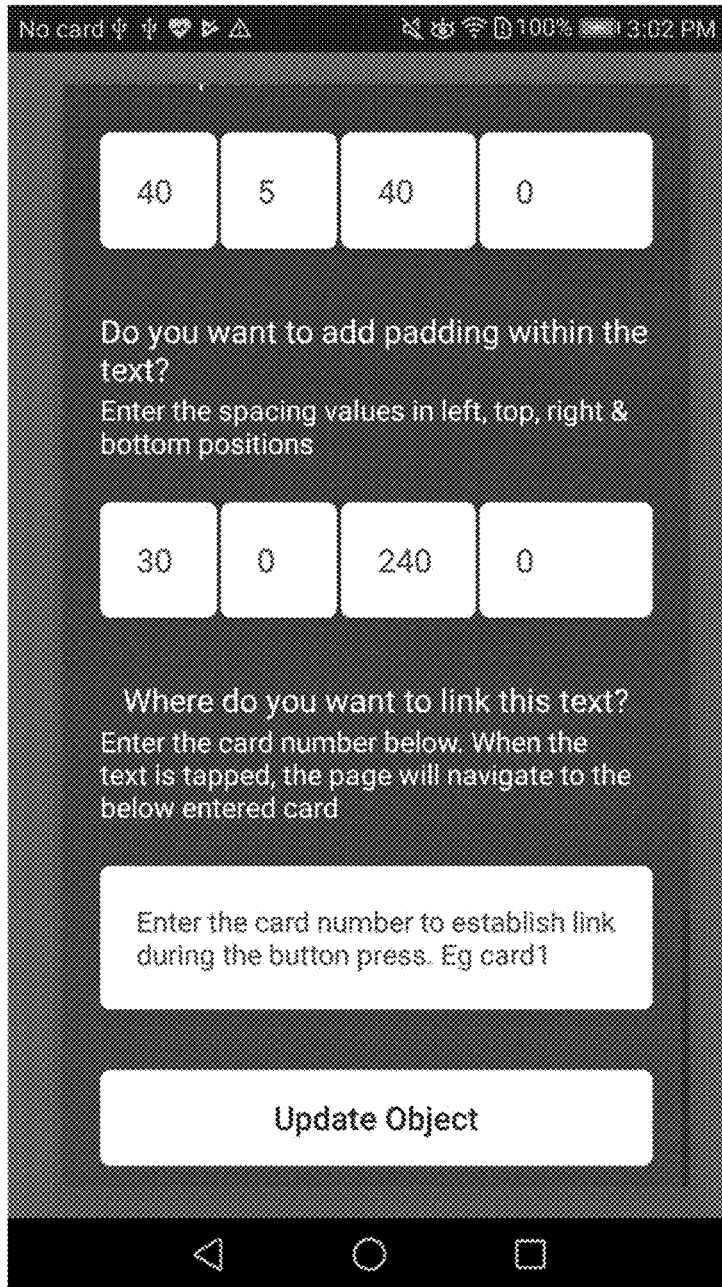 No card 100% 3:02 PM
40 5 40 0
Do you want to add padding within the
text?
Enter the spacing values in left, top, right &
bottom positions
30 0 240 0
Where do you want to link this text?
Enter the card number below. When the
text is tapped, the page will navigate to the
below entered card
Enter the card number to establish link
during the button press. Eg card1
Update Object